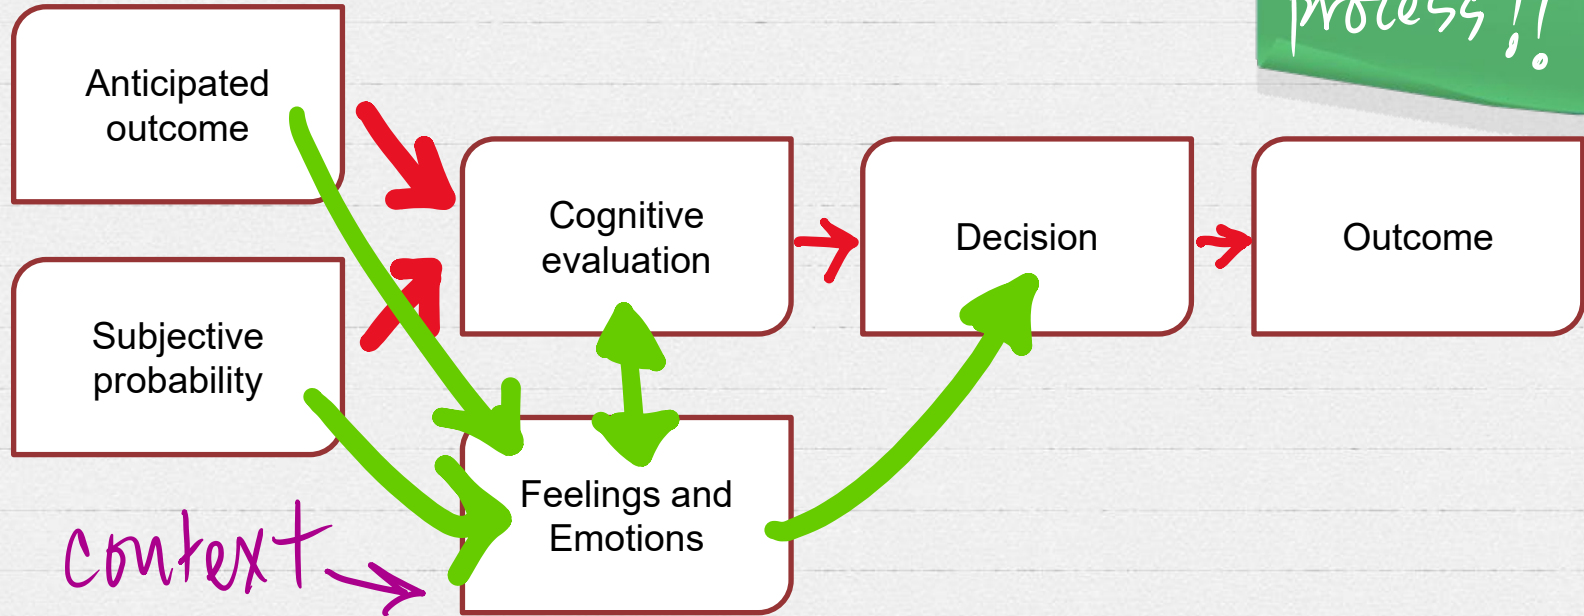 process!!
Anticipated
outcome
Cognitive
evaluation
Decision
Outcome
Subjective
probability
Feelings and
Emotions
context